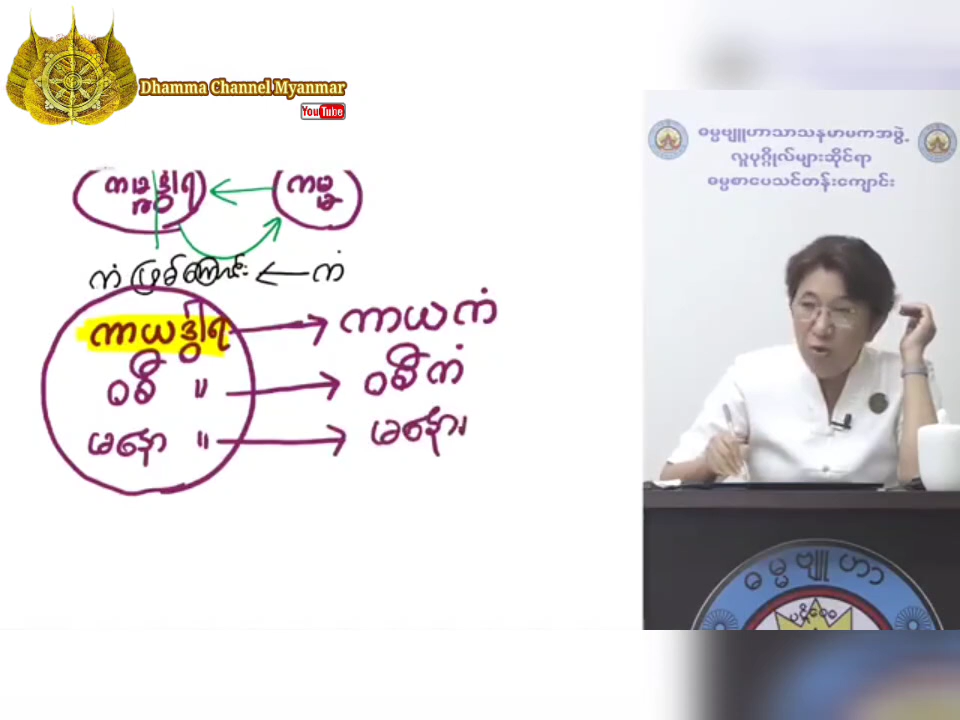 Dhamma Channel Myanmar
YouTube
ဓမ္မဗျူဟာသာသနာမာမကအဖွဲ့
လူပုဂ္ဂိုလ်များဆိုင်ရာ
ဓမ္မစာပေသင်တန်းကျောင်း
ကမ္မဒွါရ ကမ္မ
ကံ ဖြစ်ကြောင်း ကံ
ကာယဒွါရ ကာယကံ
ဝစီ " ဝစီကံ
မနော " မနော
ဓမ္မဗျူဟာ